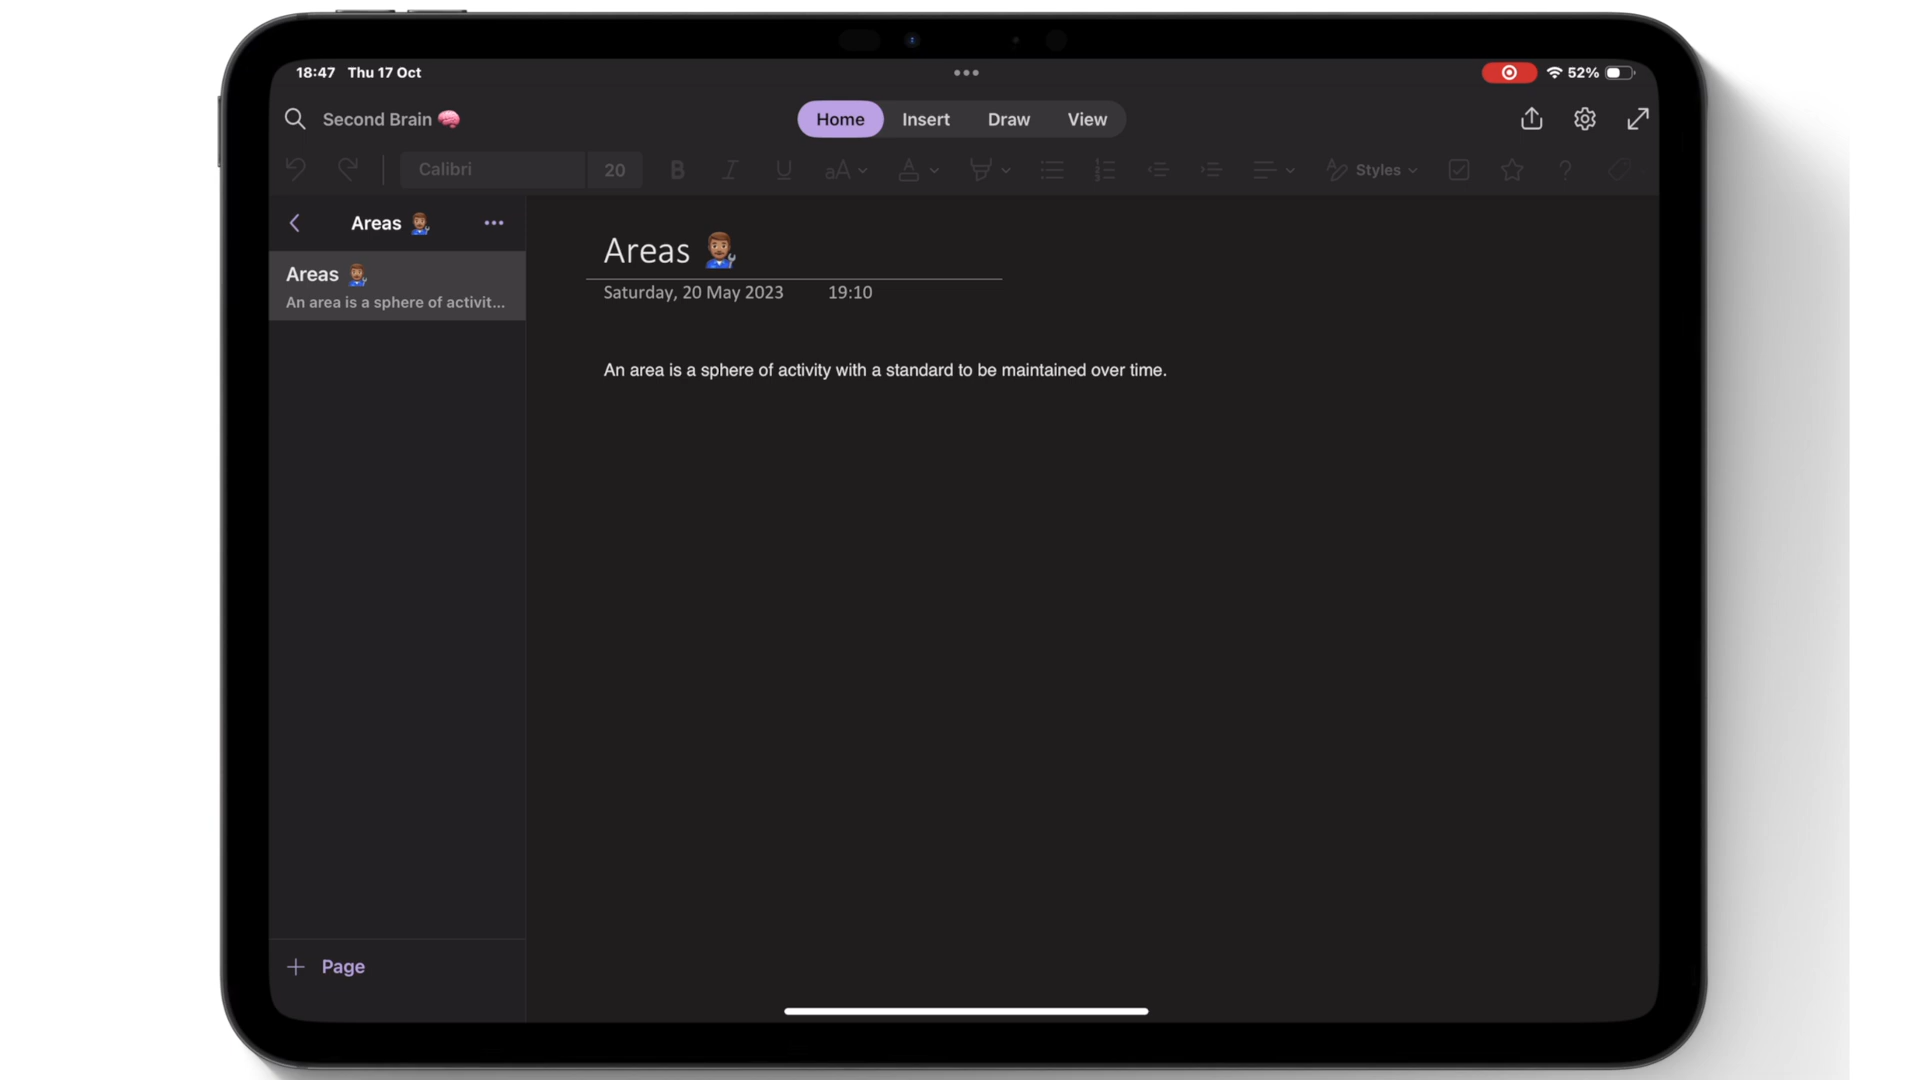 18:47 Thu 17 Oct
52%
Second Brain 🧠
Home Insert Draw View
Calibri 20 B I U aA A Styles ?
Areas 👨🏽‍🔧
Areas 👨🏽‍🔧
An area is a sphere of activit...
Areas 👨🏽‍🔧
Saturday, 20 May 2023 19:10
An area is a sphere of activity with a standard to be maintained over time.
+ Page